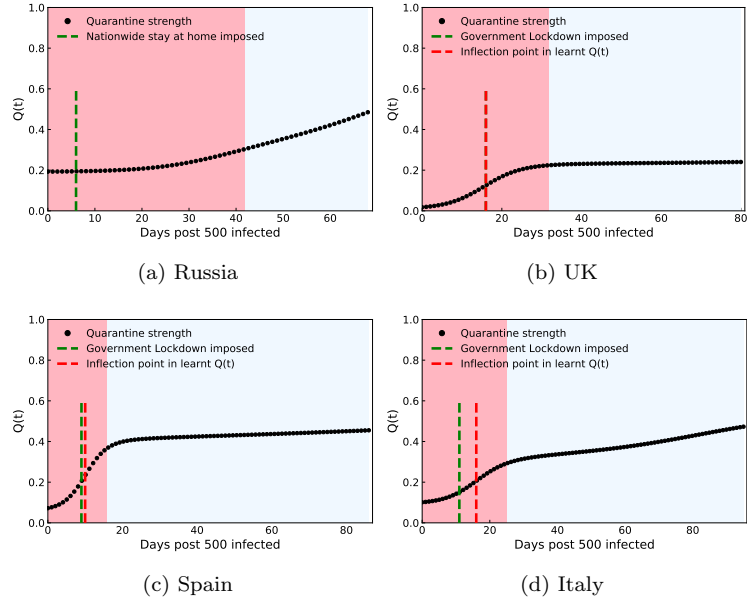 1.0
0.8
0.6
0.4
0.2
0.0
Q(t)
Quarantine strength
Nationwide stay at home imposed
0 10 20 30 40 50 60
Days post 500 infected
(a) Russia
1.0
0.8
0.6
0.4
0.2
0.0
Q(t)
Quarantine strength
Government Lockdown imposed
Inflection point in learnt Q(t)
0 20 40 60 80
Days post 500 infected
(b) UK
1.0
0.8
0.6
0.4
0.2
0.0
Q(t)
Quarantine strength
Government Lockdown imposed
Inflection point in learnt Q(t)
0 20 40 60 80
Days post 500 infected
(c) Spain
1.0
0.8
0.6
0.4
0.2
0.0
Q(t)
Quarantine strength
Government Lockdown imposed
Inflection point in learnt Q(t)
0 20 40 60 80
Days post 500 infected
(d) Italy